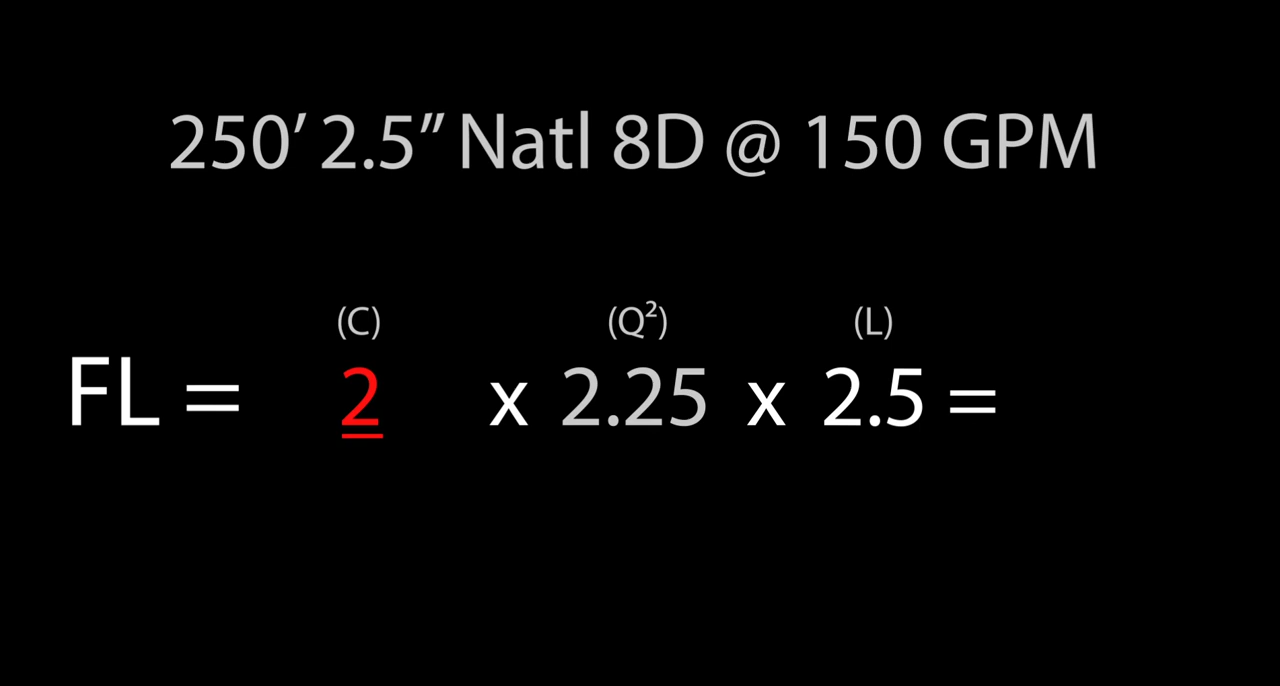 250’ 2.5” Natl 8D @ 150 GPM
(C) (Q²) (L)
FL = 2 x 2.25 x 2.5 =